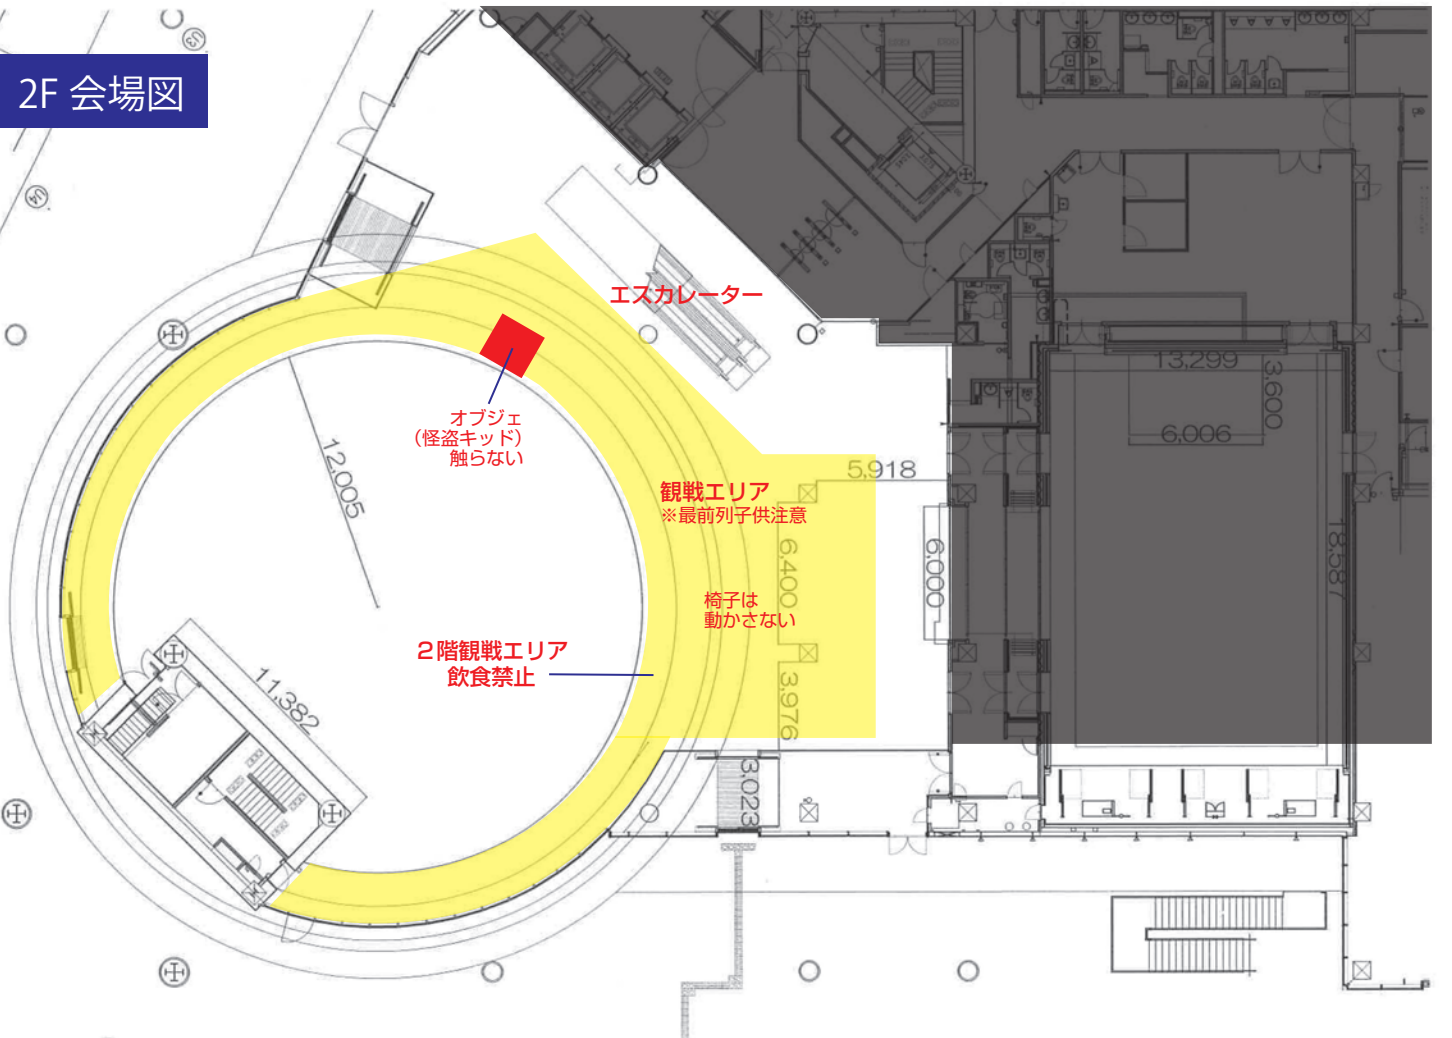 2F 会場図
U3
U4
エスカレーター
オブジェ
（怪盗キッド）
触らない
12,005
観戦エリア
※最前列子供注意
5,918
6,400
6,000
椅子は
動かさない
２階観戦エリア
飲食禁止
3,976
11,382
3,023
13,299
3,600
6,006
18,587